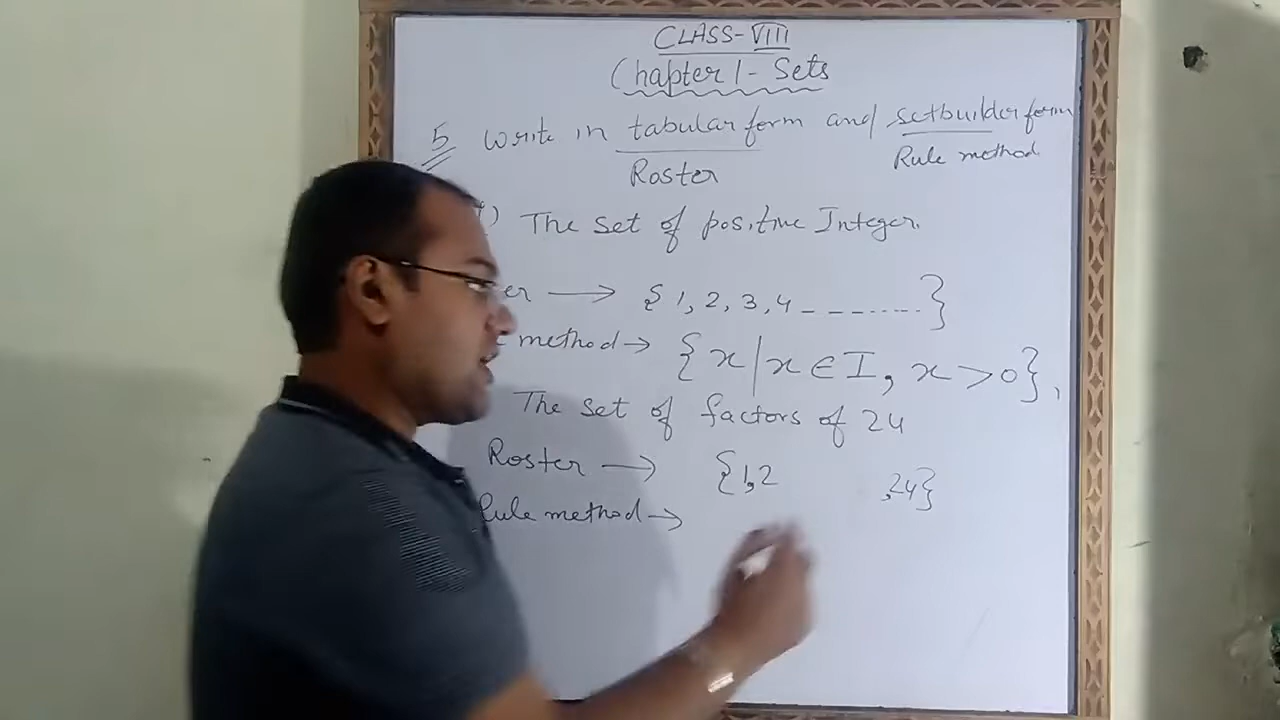 CLASS-VIII
Chapter 1 - Sets
5 Write in tabular form and setbuilder form
Roster Rule method
) The set of positive Integer.
er → {1, 2, 3, 4 - - - - - - - - }
method → {x | x ∈ I, x > 0},
The set of factors of 24
Roster → {1,2 ,24}
Rule method →